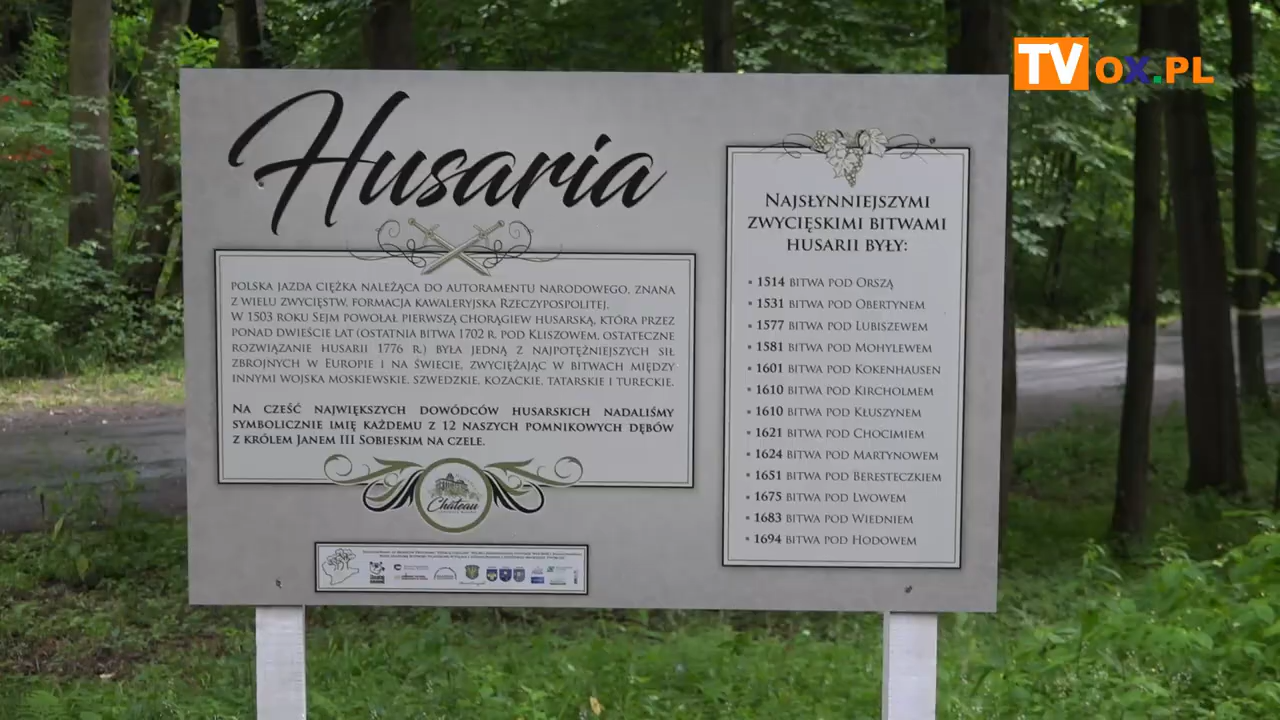 TVOX.PL
Husaria
POLSKA JAZDA CIĘŻKA NALEŻĄCA DO AUTORAMENTU NARODOWEGO, ZNANA
Z WIELU ZWYCIĘSTW, FORMACJA KAWALERYJSKA RZECZYPOSPOLITEJ.
W 1503 ROKU SEJM POWOŁAŁ PIERWSZĄ CHORĄGIEW HUSARSKĄ, KTÓRA PRZEZ
PONAD DWIEŚCIE LAT (OSTATNIA BITWA 1702 R. POD KLISZOWEM, OSTATECZNE
ROZWIĄZANIE HUSARII 1776 R.) BYŁA JEDNĄ Z NAJPOTĘŻNIEJSZYCH SIŁ
ZBROJNYCH W EUROPIE I NA ŚWIECIE, ZWYCIĘŻAJĄC W BITWACH MIĘDZY
INNYMI WOJSKA MOSKIEWSKIE, SZWEDZKIE, KOZACKIE, TATARSKIE I TURECKIE.
NA CZEŚĆ NAJWIĘKSZYCH DOWÓDCÓW HUSARSKICH NADALIŚMY
SYMBOLICZNIE IMIĘ KAŻDEMU Z 12 NASZYCH POMNIKOWYCH DĘBÓW
Z KRÓLEM JANEM III SOBIESKIM NA CZELE.
Château
NAJSŁYNNIEJSZYMI
ZWYCIĘSKIMI BITWAMI
HUSARII BYŁY:
• 1514 BITWA POD ORSZĄ
• 1531 BITWA POD OBERTYNEM
• 1577 BITWA POD LUBISZEWEM
• 1581 BITWA POD MOHYLEWEM
• 1601 BITWA POD KOKENHAUSEN
• 1610 BITWA POD KIRCHOLMEM
• 1610 BITWA POD KŁUSZYNEM
• 1621 BITWA POD CHOCIMIEM
• 1624 BITWA POD MARTYNOWEM
• 1651 BITWA POD BERESTECZKIEM
• 1675 BITWA POD LWOWEM
• 1683 BITWA POD WIEDNIEM
• 1694 BITWA POD HODOWEM